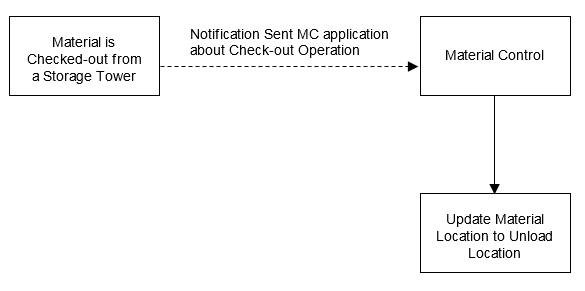 Material is
Checked-out from
a Storage Tower
Notification Sent MC application
about Check-out Operation
Material Control
Update Material
Location to Unload
Location